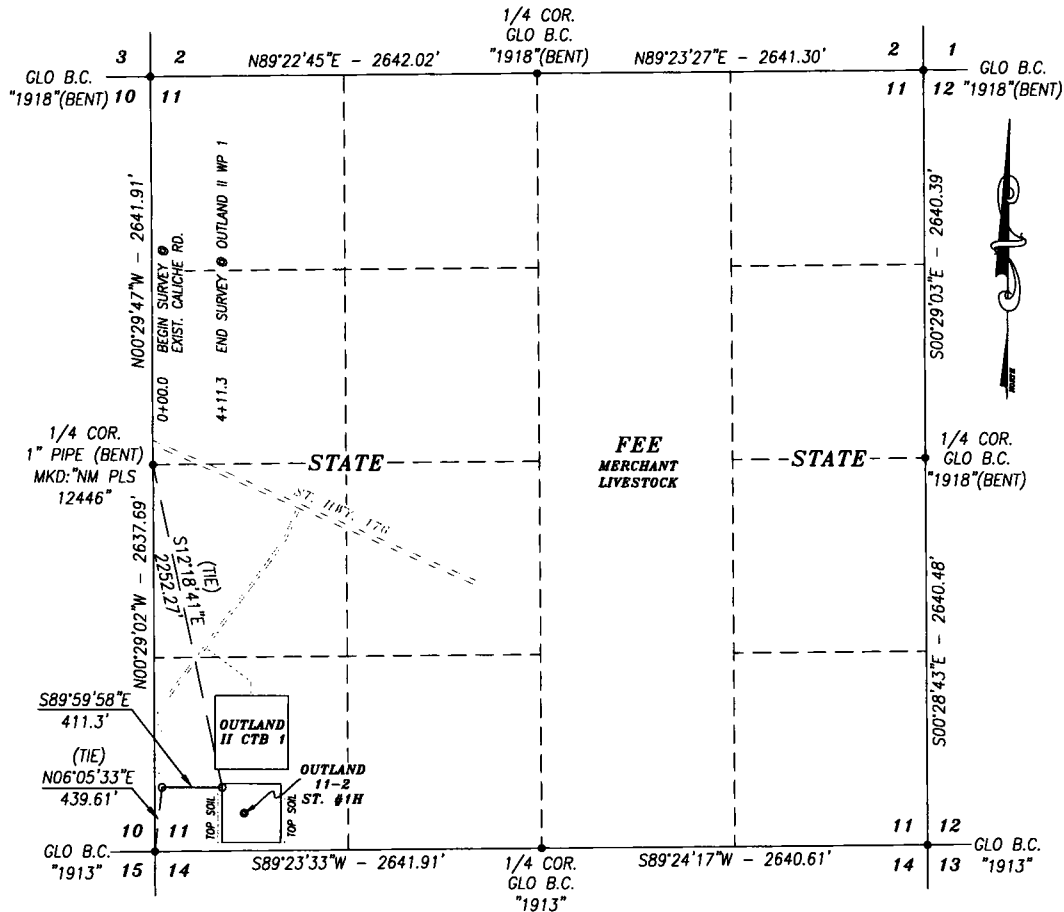 1/4 COR.
GLO B.C.
"1918"(BENT)
3 2
N89°22'45"E - 2642.02'
N89°23'27"E - 2641.30'
2 1
GLO B.C.
"1918"(BENT)
10 11
11 12
GLO B.C.
"1918"(BENT)
N00°29'47"W - 2641.91'
0+00.0 BEGIN SURVEY @
EXIST. CALICHE RD.
4+11.3 END SURVEY @ OUTLAND II WP 1
S00°29'03"E - 2640.39'
NORTH
1/4 COR.
1" PIPE (BENT)
MKD:"NM PLS
12446"
STATE
FEE
MERCHANT
LIVESTOCK
STATE
1/4 COR.
GLO B.C.
"1918"(BENT)
ST. HWY. 176
N00°29'02"W - 2637.69'
(TIE)
S12°18'41"E
2252.27'
S00°28'43"E - 2640.48'
S89°59'58"E
411.3'
OUTLAND
II CTB 1
(TIE)
N06°05'33"E
439.61'
TOP SOIL
TOP SOIL
OUTLAND
11-2
ST. #1H
10 11
11 12
GLO B.C.
"1913"
15 14
S89°23'33"W - 2641.91'
1/4 COR.
GLO B.C.
"1913"
S89°24'17"W - 2640.61'
14 13
GLO B.C.
"1913"